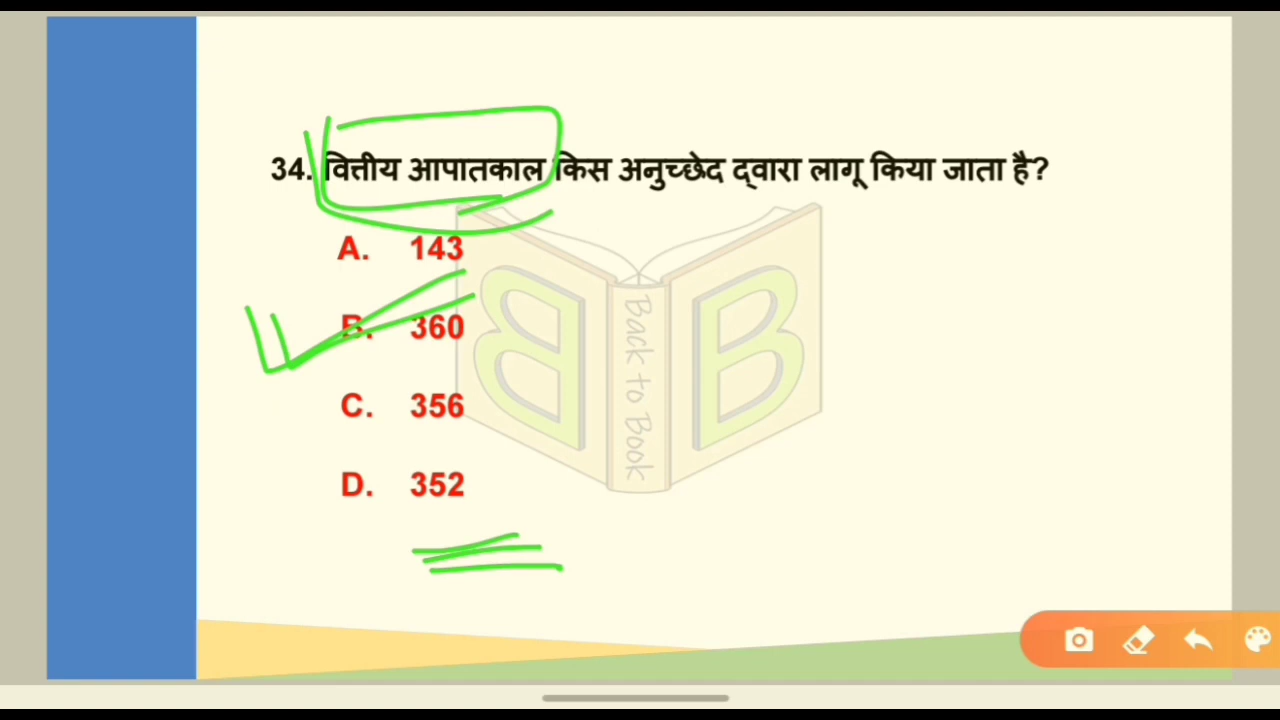 34. वित्तीय आपातकाल किस अनुच्छेद द्वारा लागू किया जाता है?
A. 143
B. 360
C. 356
D. 352
B B
Back to Book